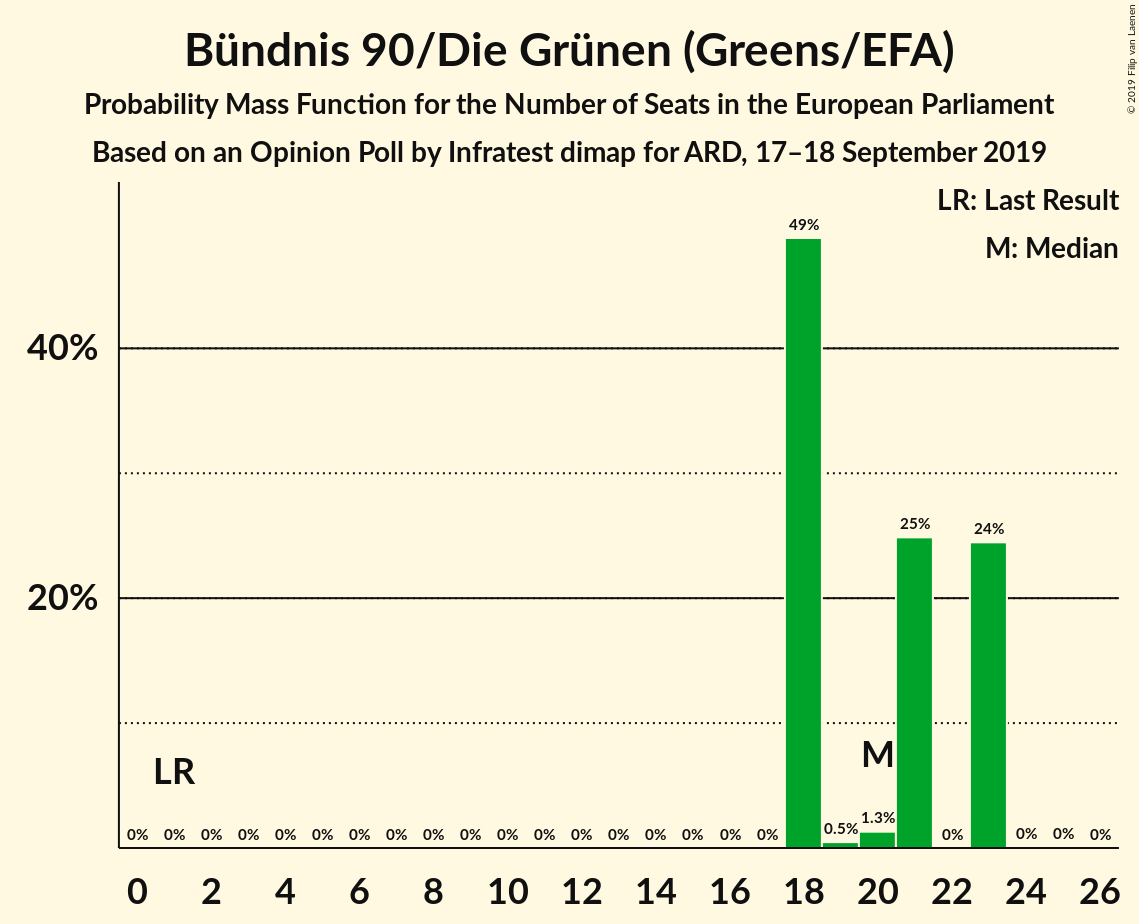 Bündnis 90/Die Grünen (Greens/EFA)
Probability Mass Function for the Number of Seats in the European Parliament
Based on an Opinion Poll by Infratest dimap for ARD, 17–18 September 2019
© 2019 Filip van Laenen
LR: Last Result
M: Median
49%
40%
25%
24%
20%
M
LR
0% 0% 0% 0% 0% 0% 0% 0% 0% 0% 0% 0% 0% 0% 0% 0% 0% 0% 0.5% 1.3% 0% 0% 0% 0%
0 2 4 6 8 10 12 14 16 18 20 22 24 26